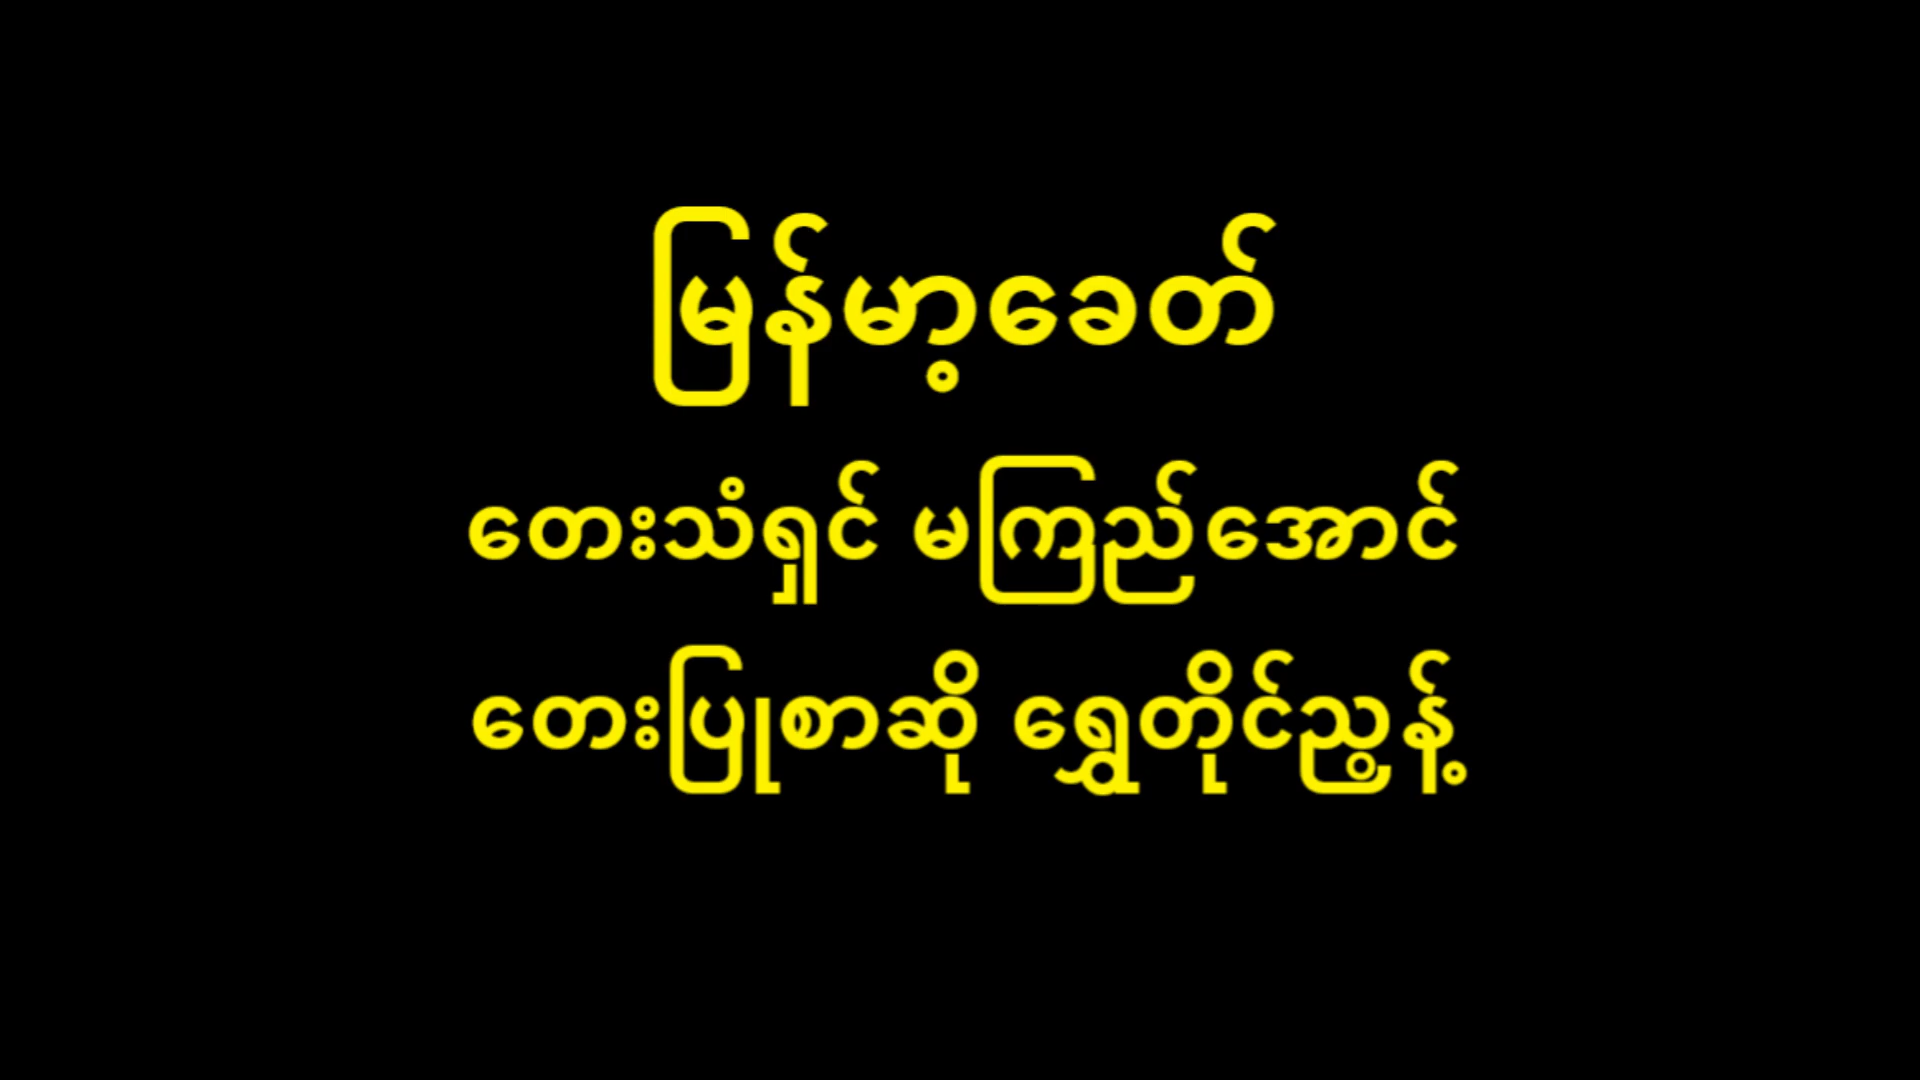 မြန်မာ့ခေတ်
တေးသံရှင် မကြည်အောင်
တေးပြုစာဆို ရွှေတိုင်ညွန့်